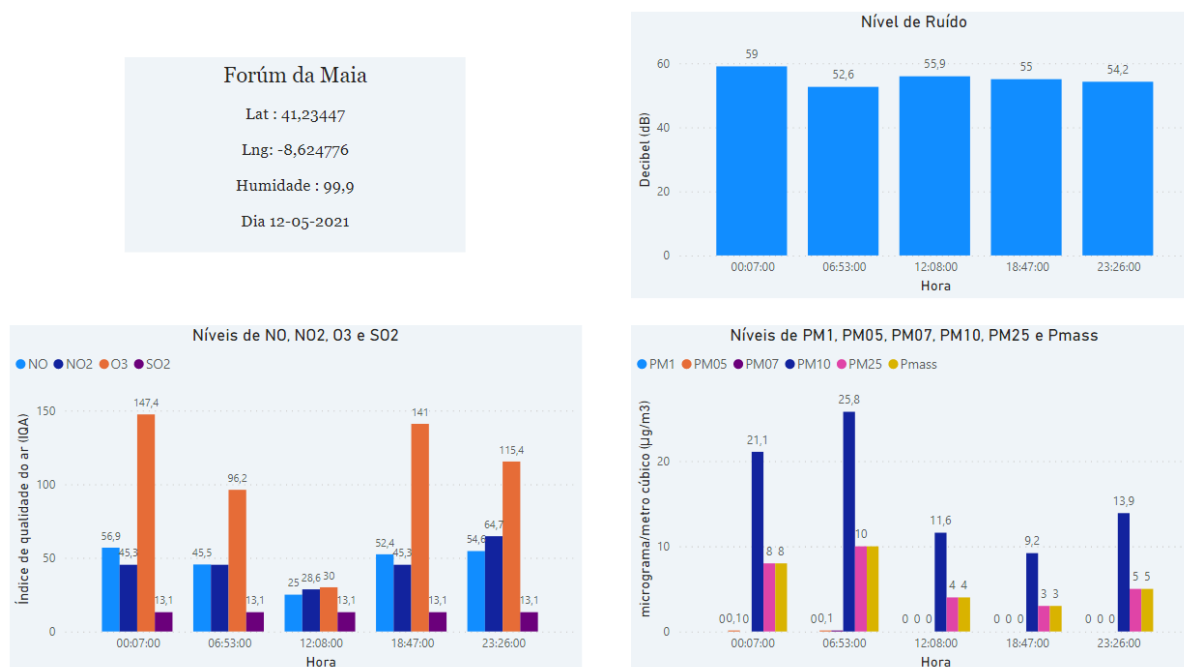 Forúm da Maia
Lat : 41,23447
Lng: -8,624776
Humidade : 99,9
Dia 12-05-2021
Nível de Ruído
Decibel (dB)
60
40
20
0
59
52,6
55,9
55
54,2
00:07:00 06:53:00 12:08:00 18:47:00 23:26:00
Hora
Níveis de NO, NO2, O3 e SO2
NO NO2 O3 SO2
Índice de qualidade do ar (IQA)
150
100
50
0
56,9 45,3 147,4 13,1
45,5 96,2 13,1
25 28,6 30 13,1
52,4 45,3 141 13,1
54,6 64,7 115,4 13,1
00:07:00 06:53:00 12:08:00 18:47:00 23:26:00
Hora
Níveis de PM1, PM05, PM07, PM10, PM25 e Pmass
PM1 PM05 PM07 PM10 PM25 Pmass
micrograma/metro cúbico (µg/m3)
20
10
0
0 0,1 0 21,1 8 8
0 0,1 25,8 10
0 0 0 11,6 4 4
0 0 0 9,2 3 3
0 0 0 13,9 5 5
00:07:00 06:53:00 12:08:00 18:47:00 23:26:00
Hora